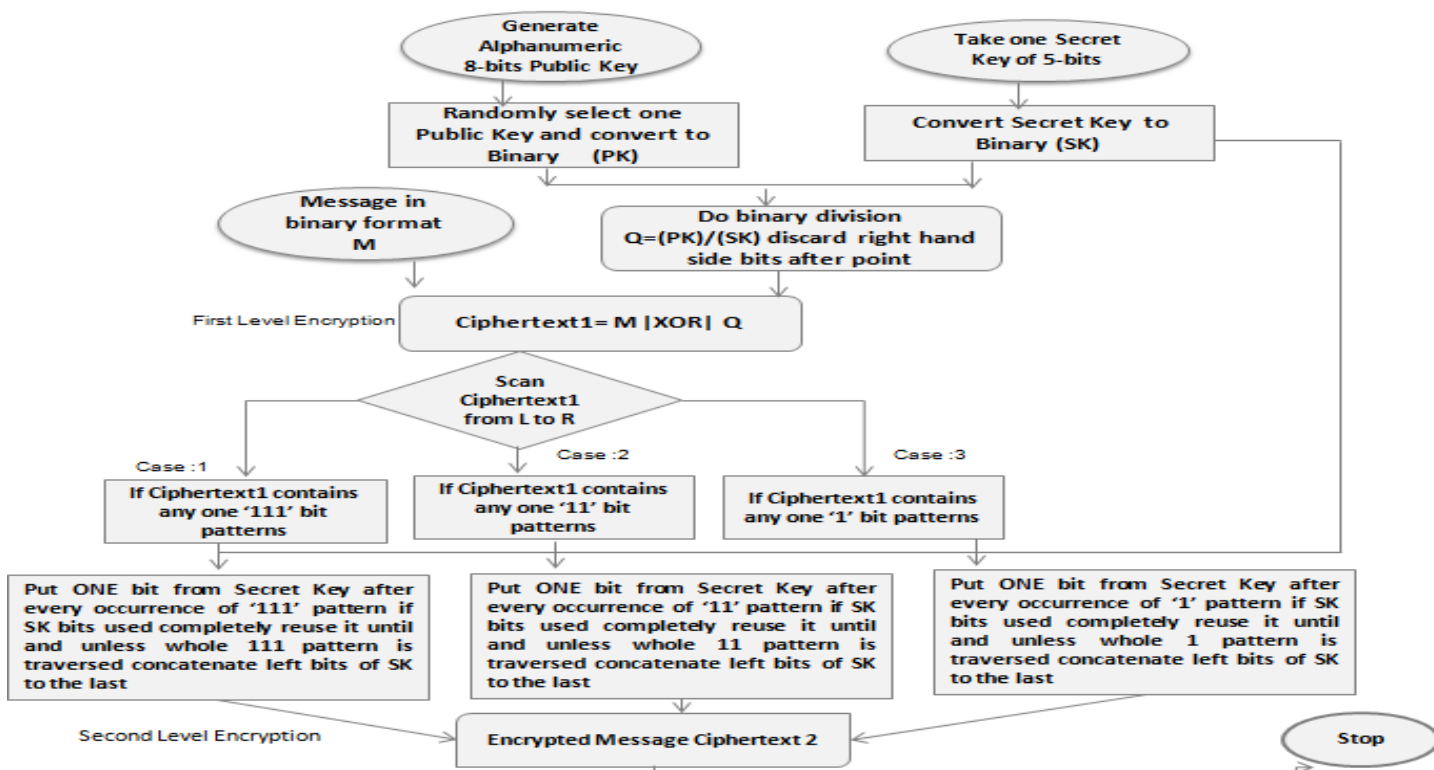 Generate
Alphanumeric
8-bits Public Key
Take one Secret
Key of 5-bits
Randomly select one
Public Key and convert to
Binary (PK)
Convert Secret Key to
Binary (SK)
Message in
binary format
M
Do binary division
Q=(PK)/(SK) discard right hand
side bits after point
First Level Encryption
Ciphertext1= M |XOR| Q
Scan
Ciphertext1
from L to R
Case :1
Case :2
Case :3
If Ciphertext1 contains
any one ‘111’ bit
patterns
If Ciphertext1 contains
any one ‘11’ bit
patterns
If Ciphertext1 contains
any one ‘1’ bit patterns
Put ONE bit from Secret Key after
every occurrence of ‘111’ pattern if
SK bits used completely reuse it until
and unless whole 111 pattern is
traversed concatenate left bits of SK
to the last
Put ONE bit from Secret Key after
every occurrence of ‘11’ pattern if SK
bits used completely reuse it until
and unless whole 11 pattern is
traversed concatenate left bits of SK
to the last
Put ONE bit from Secret Key after
every occurrence of ‘1’ pattern if SK
bits used completely reuse it until
and unless whole 1 pattern is
traversed concatenate left bits of SK
to the last
Second Level Encryption
Encrypted Message Ciphertext 2
Stop